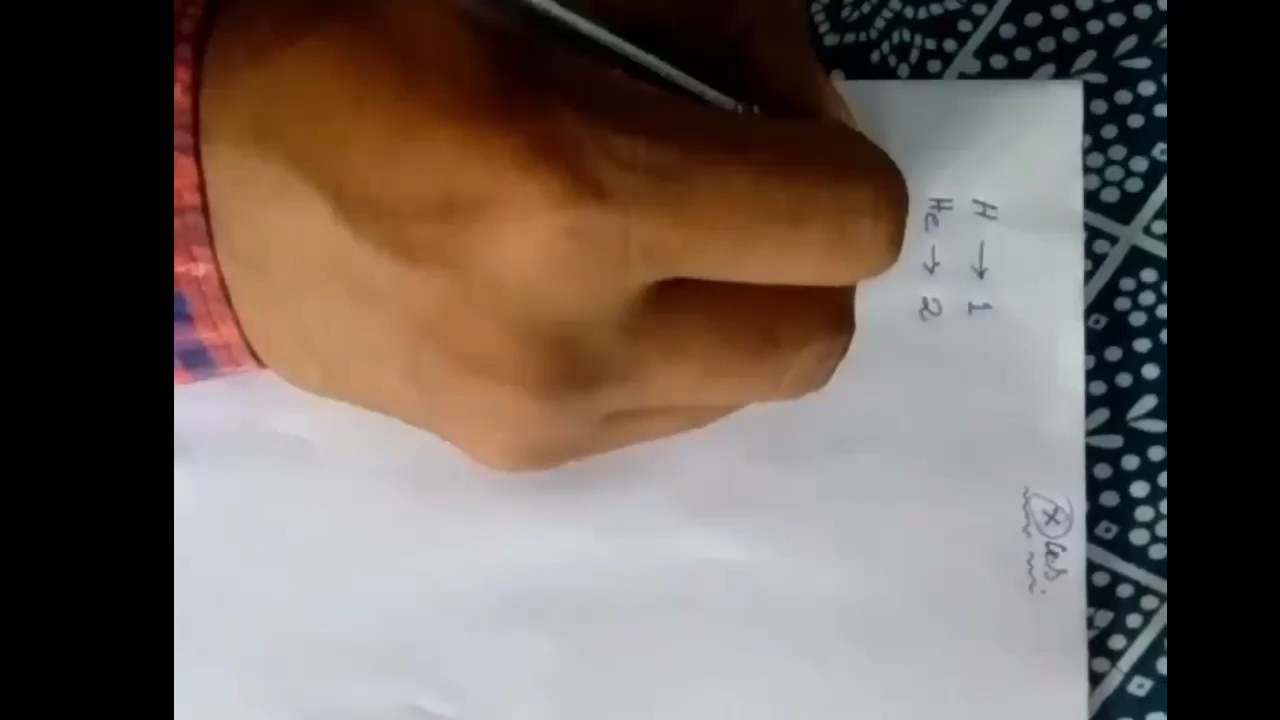 H → 1
He → 2